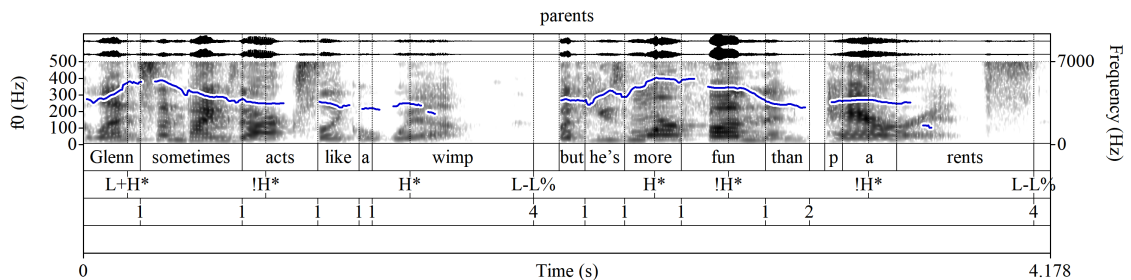 parents
500
400
300
200
100
0
f0 (Hz)
7000
0
Frequency (Hz)
Glenn sometimes acts like a wimp but he's more fun than p a rents
L+H* !H* H* L-L% H* !H* !H* L-L%
1 1 1 1 1 4 1 1 1 1 2 4
0 Time (s) 4.178